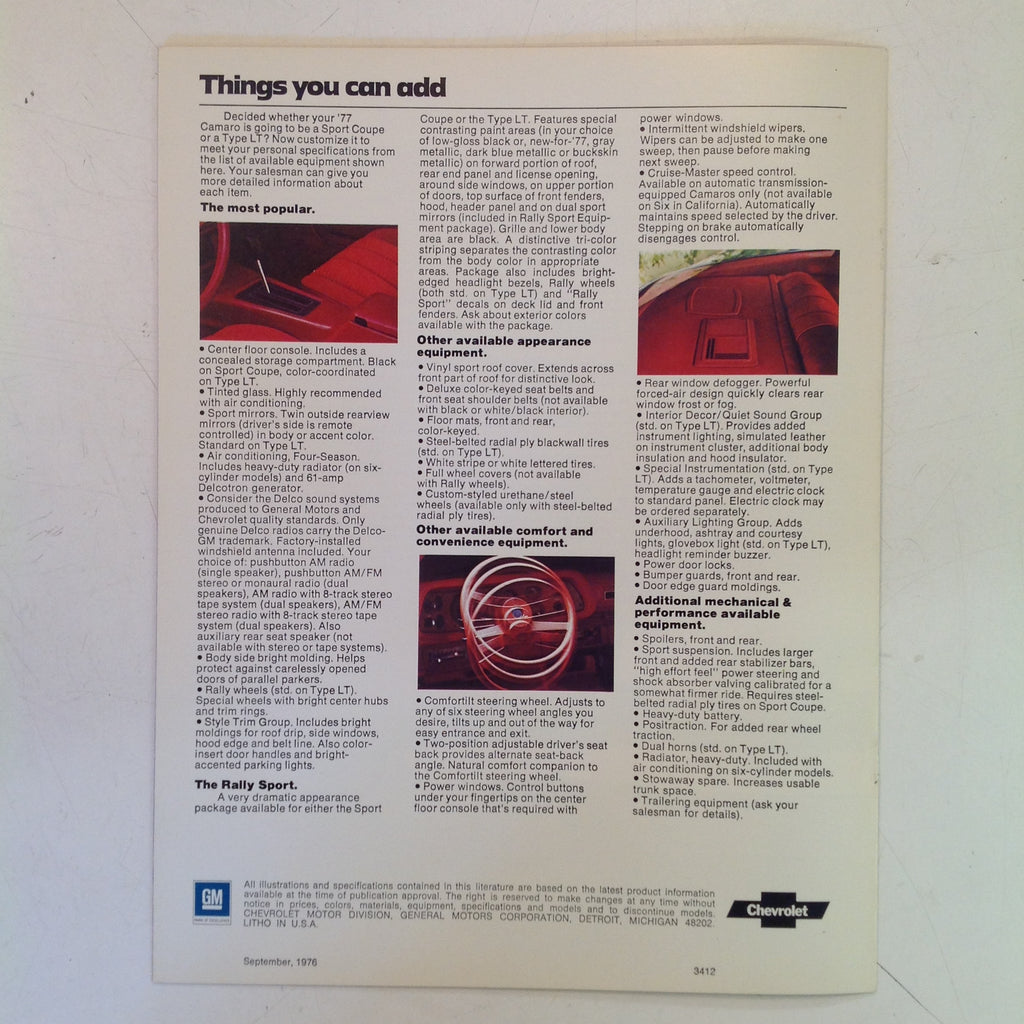 Things you can add
Decided whether your '77
Camaro is going to be a Sport Coupe
or a Type LT? Now customize it to
meet your personal specifications from
the list of available equipment shown
here. Your salesman can give you
more detailed information about
each item.
The most popular.
• Center floor console. Includes a
concealed storage compartment. Black
on Sport Coupe, color-coordinated
on Type LT.
• Tinted glass. Highly recommended
with air conditioning.
• Sport mirrors. Twin outside rearview
mirrors (driver's side is remote
controlled) in body or accent color.
Standard on Type LT.
• Air conditioning, Four-Season.
Includes heavy-duty radiator (on six-
cylinder models) and 61-amp
Delcotron generator.
• Consider the Delco sound systems
produced to General Motors and
Chevrolet quality standards. Only
genuine Delco radios carry the Delco-
GM trademark. Factory-installed
windshield antenna included. Your
choice of: pushbutton AM radio
(single speaker), pushbutton AM/FM
stereo or monaural radio (dual
speakers), AM radio with 8-track stereo
tape system (dual speakers), AM/FM
stereo radio with 8-track stereo tape
system (dual speakers). Also
auxiliary rear seat speaker (not
available with stereo or tape systems).
• Body side bright molding. Helps
protect against carelessly opened
doors of parallel parkers.
• Rally wheels (std. on Type LT).
Special wheels with bright center hubs
and trim rings.
• Style Trim Group. Includes bright
moldings for roof drip, side windows,
hood edge and belt line. Also color-
insert door handles and bright-
accented parking lights.
The Rally Sport.
A very dramatic appearance
package available for either the Sport
Coupe or the Type LT. Features special
contrasting paint areas (in your choice
of low-gloss black or, new-for-'77, gray
metallic, dark blue metallic or buckskin
metallic) on forward portion of roof,
rear end panel and license opening,
around side windows, on upper portion
of doors, top surface of front fenders,
hood, header panel and on dual sport
mirrors (included in Rally Sport Equip-
ment package). Grille and lower body
area are black. A distinctive tri-color
striping separates the contrasting color
from the body color in appropriate
areas. Package also includes bright-
edged headlight bezels, Rally wheels
(both std. on Type LT) and "Rally
Sport" decals on deck lid and front
fenders. Ask about exterior colors
available with the package.
Other available appearance
equipment.
• Vinyl sport roof cover. Extends across
front part of roof for distinctive look.
• Deluxe color-keyed seat belts and
front seat shoulder belts (not available
with black or white/black interior).
• Floor mats, front and rear,
color-keyed.
• Steel-belted radial ply blackwall tires
(std. on Type LT).
• White stripe or white lettered tires.
• Full wheel covers (not available
with Rally wheels).
• Custom-styled urethane/steel
wheels (available only with steel-belted
radial ply tires).
Other available comfort and
convenience equipment.
• Comfortilt steering wheel. Adjusts to
any of six steering wheel angles you
desire, tilts up and out of the way for
easy entrance and exit.
• Two-position adjustable driver's seat
back provides alternate seat-back
angle. Natural comfort companion to
the Comfortilt steering wheel.
• Power windows. Control buttons
under your fingertips on the center
floor console that's required with
power windows.
• Intermittent windshield wipers.
Wipers can be adjusted to make one
sweep, then pause before making
next sweep.
• Cruise-Master speed control.
Available on automatic transmission-
equipped Camaros only (not available
on Six in California). Automatically
maintains speed selected by the driver.
Stepping on brake automatically
disengages control.
• Rear window defogger. Powerful
forced-air design quickly clears rear
window frost or fog.
• Interior Decor/Quiet Sound Group
(std. on Type LT). Provides added
instrument lighting, simulated leather
on instrument cluster, additional body
insulation and hood insulator.
• Special Instrumentation (std. on Type
LT). Adds a tachometer, voltmeter,
temperature gauge and electric clock
to standard panel. Electric clock may
be ordered separately.
• Auxiliary Lighting Group. Adds
underhood, ashtray and courtesy
lights, glovebox light (std. on Type LT),
headlight reminder buzzer.
• Power door locks.
• Bumper guards, front and rear.
• Door edge guard moldings.
Additional mechanical &
performance available
equipment.
• Spoilers, front and rear.
• Sport suspension. Includes larger
front and added rear stabilizer bars,
"high effort feel" power steering and
shock absorber valving calibrated for a
somewhat firmer ride. Requires steel-
belted radial ply tires on Sport Coupe.
• Heavy-duty battery.
• Positraction. For added rear wheel
traction.
• Dual horns (std. on Type LT).
• Radiator, heavy-duty. Included with
air conditioning on six-cylinder models.
• Stowaway spare. Increases usable
trunk space.
• Trailering equipment (ask your
salesman for details).
GM
All illustrations and specifications contained in this literature are based on the latest product information
available at the time of publication approval. The right is reserved to make changes at any time without
notice in prices, colors, materials, equipment, specifications and models and to discontinue models.
CHEVROLET MOTOR DIVISION, GENERAL MOTORS CORPORATION, DETROIT, MICHIGAN 48202.
LITHO IN U.S.A.
Chevrolet
September, 1976
3412